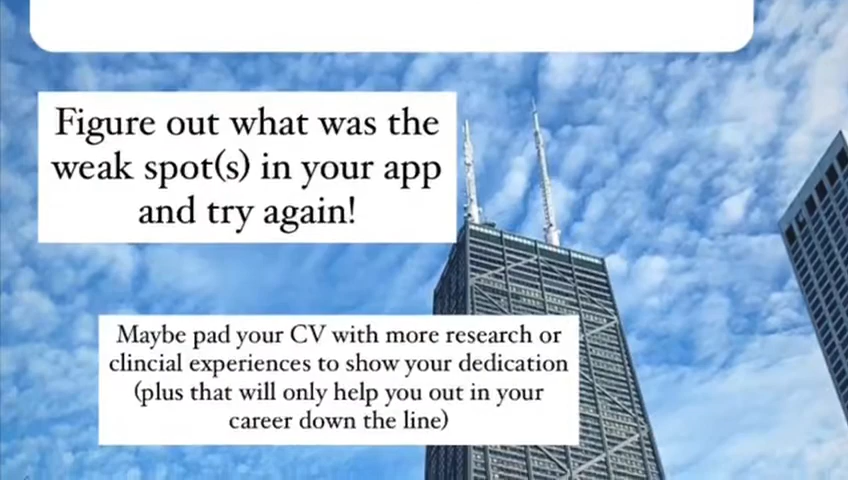 Figure out what was the
weak spot(s) in your app
and try again!
Maybe pad your CV with more research or
clincial experiences to show your dedication
(plus that will only help you out in your
career down the line)